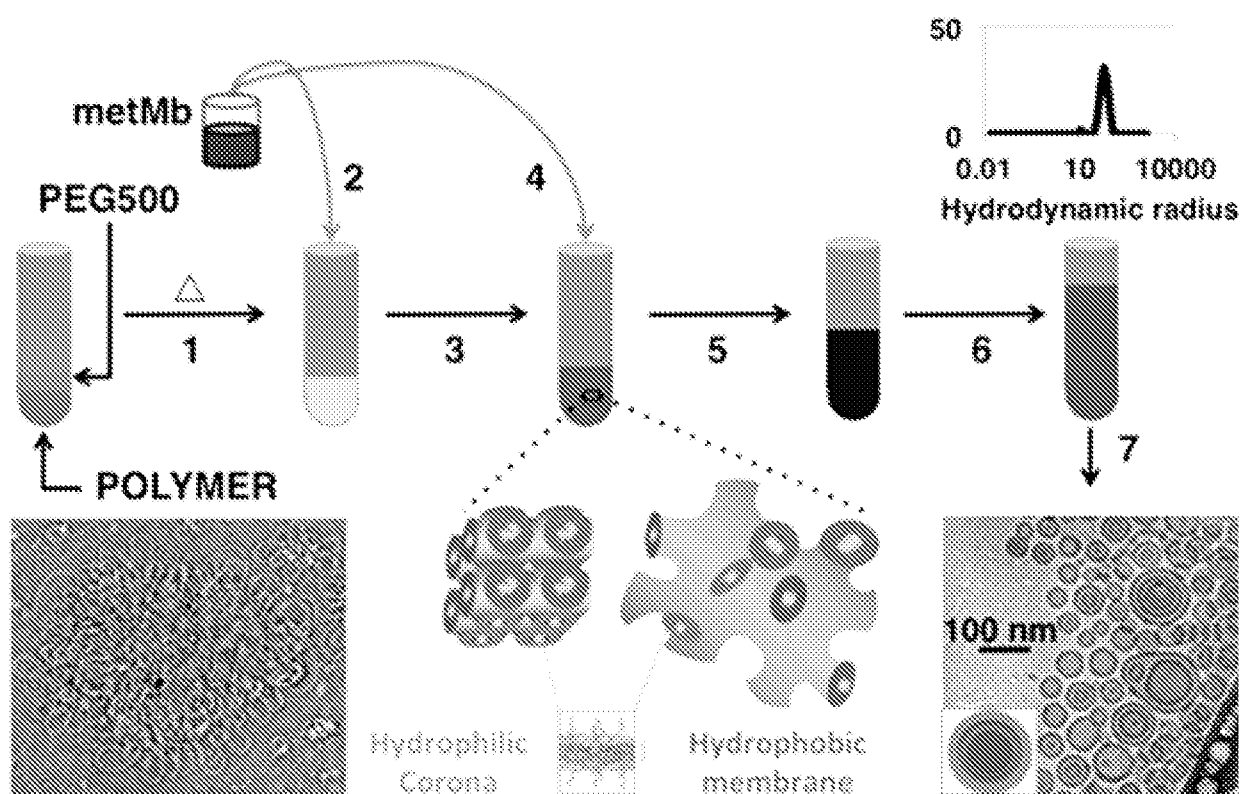 50
0
0.01 10 10000
Hydrodynamic radius
metMb
2
4
PEG500
△
1
3
5
6
7
POLYMER
100 nm
Hydrophilic
Corona
Hydrophobic
membrane